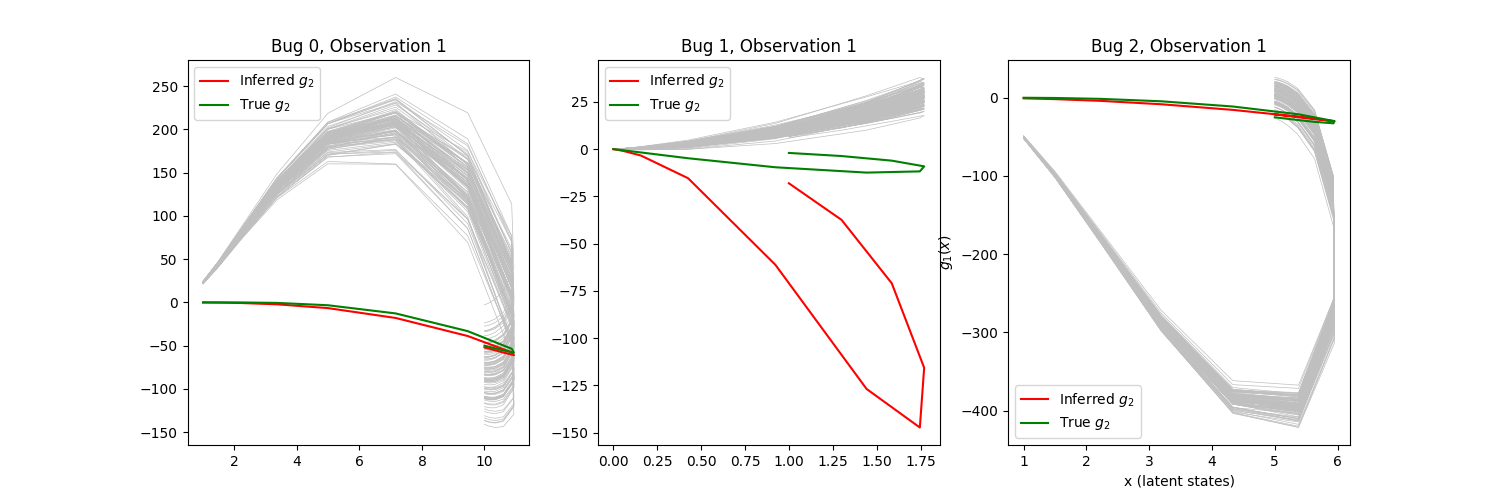 Bug 0, Observation 1
Inferred g₂
True g₂
250
200
150
100
50
0
−50
−100
−150
2 4 6 8 10
Bug 1, Observation 1
Inferred g₂
True g₂
25
0
−25
−50
−75
−100
−125
−150
0.00 0.25 0.50 0.75 1.00 1.25 1.50 1.75
Bug 2, Observation 1
g₁(x)
0
−100
−200
−300
−400
Inferred g₂
True g₂
1 2 3 4 5 6
x (latent states)